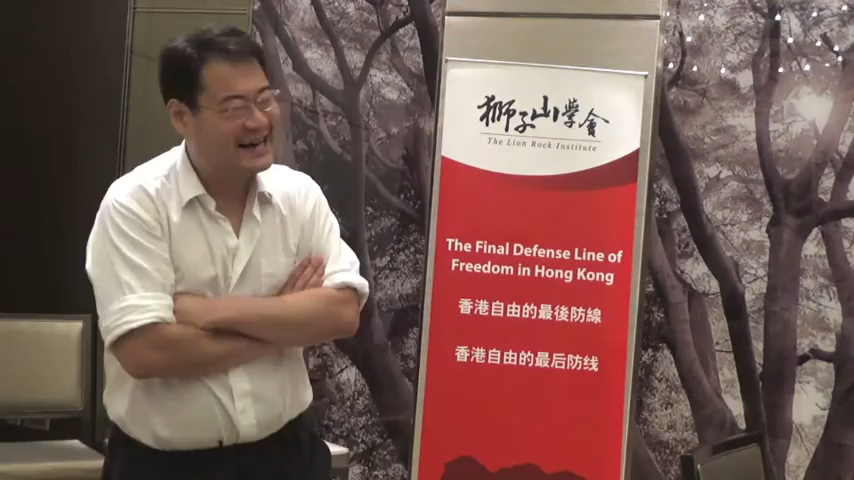 獅子山學會
The Lion Rock Institute
The Final Defense Line of
Freedom in Hong Kong
香港自由的最後防線
香港自由的最后防线